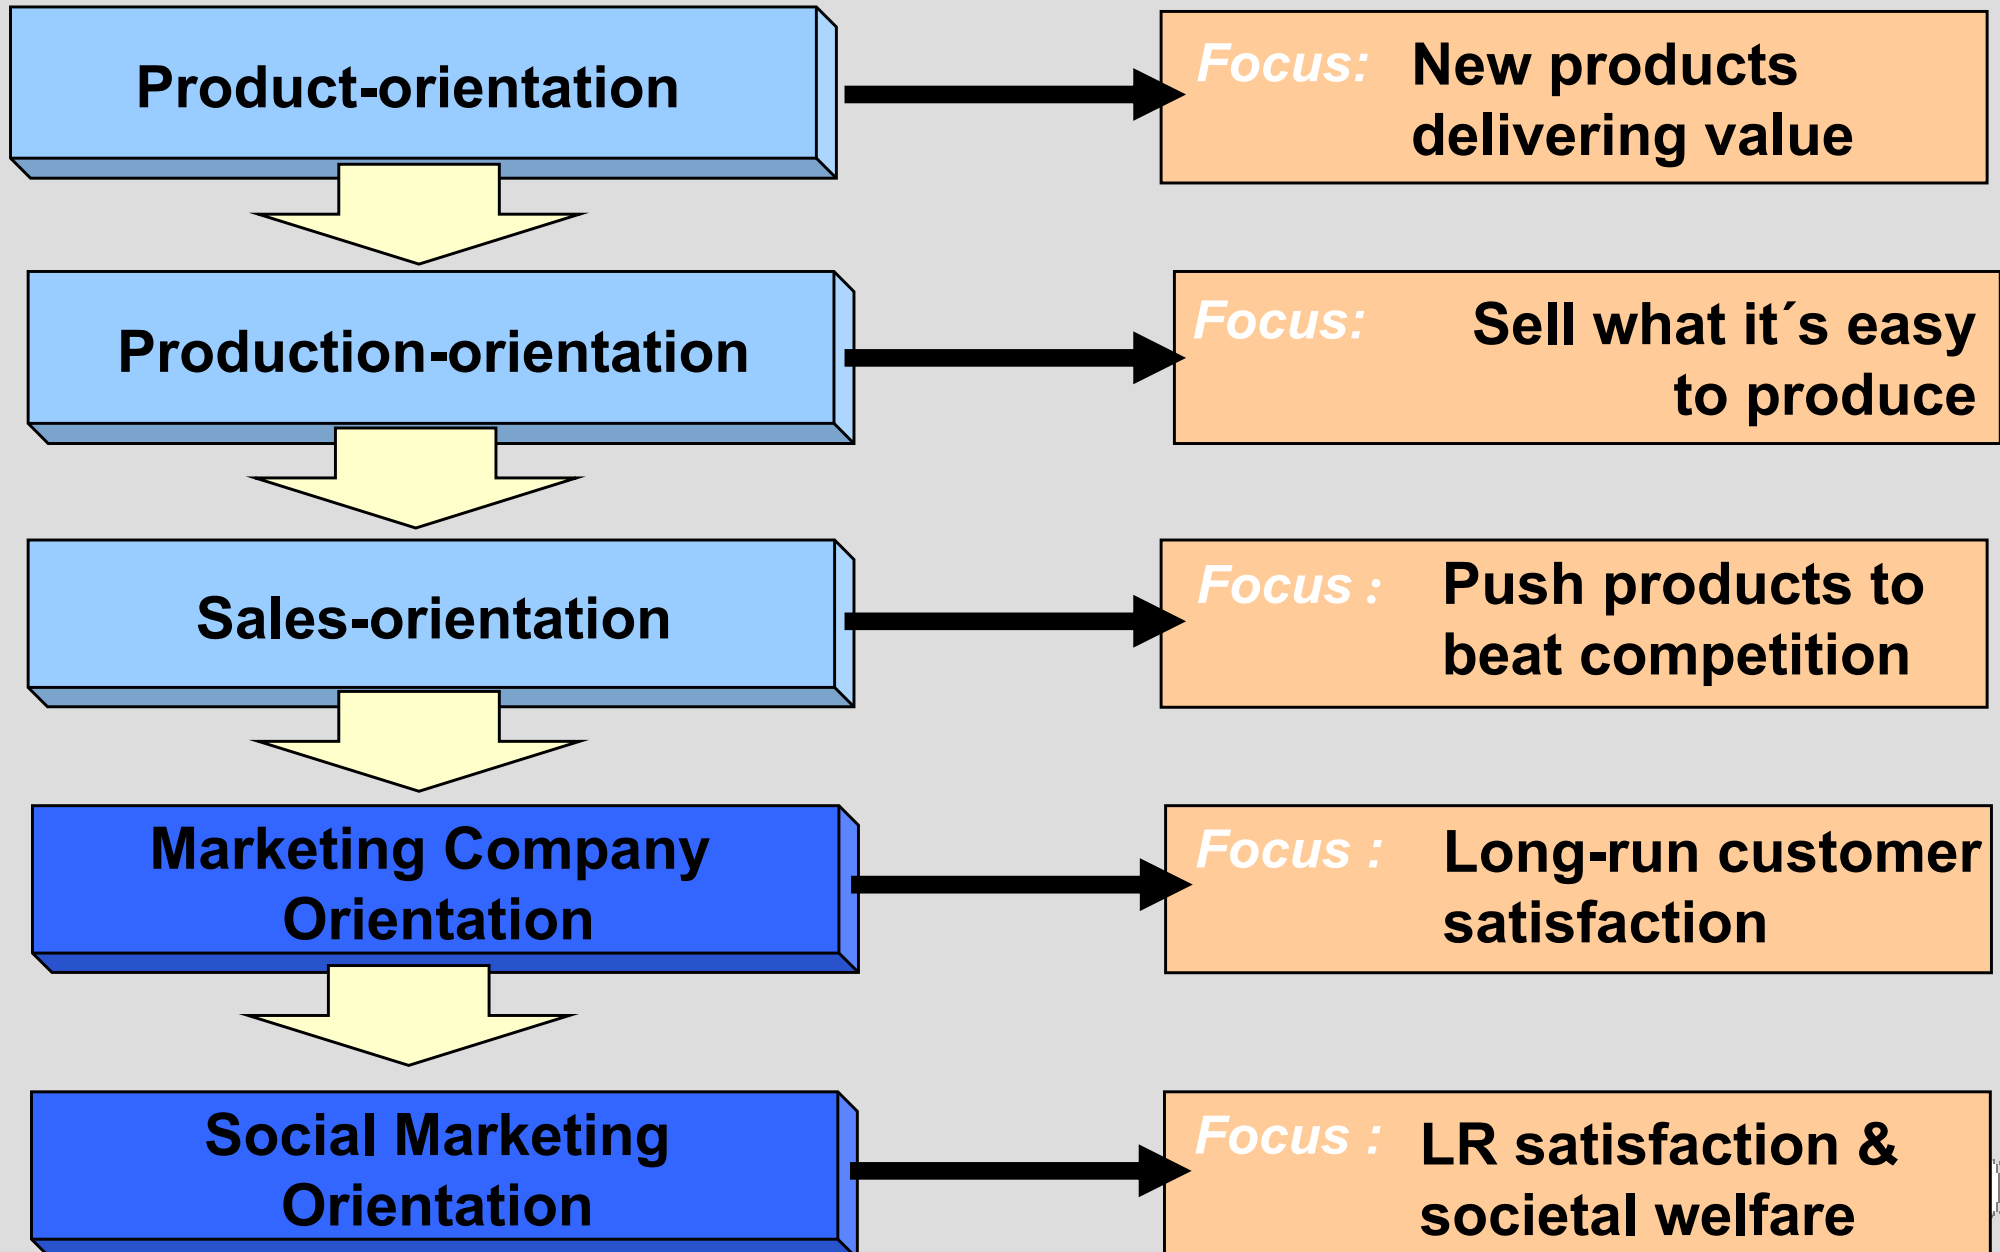 Product-orientation
Focus: New products
delivering value
Production-orientation
Focus: Sell what it´s easy
to produce
Sales-orientation
Focus : Push products to
beat competition
Marketing Company
Orientation
Focus : Long-run customer
satisfaction
Social Marketing
Orientation
Focus : LR satisfaction &
societal welfare